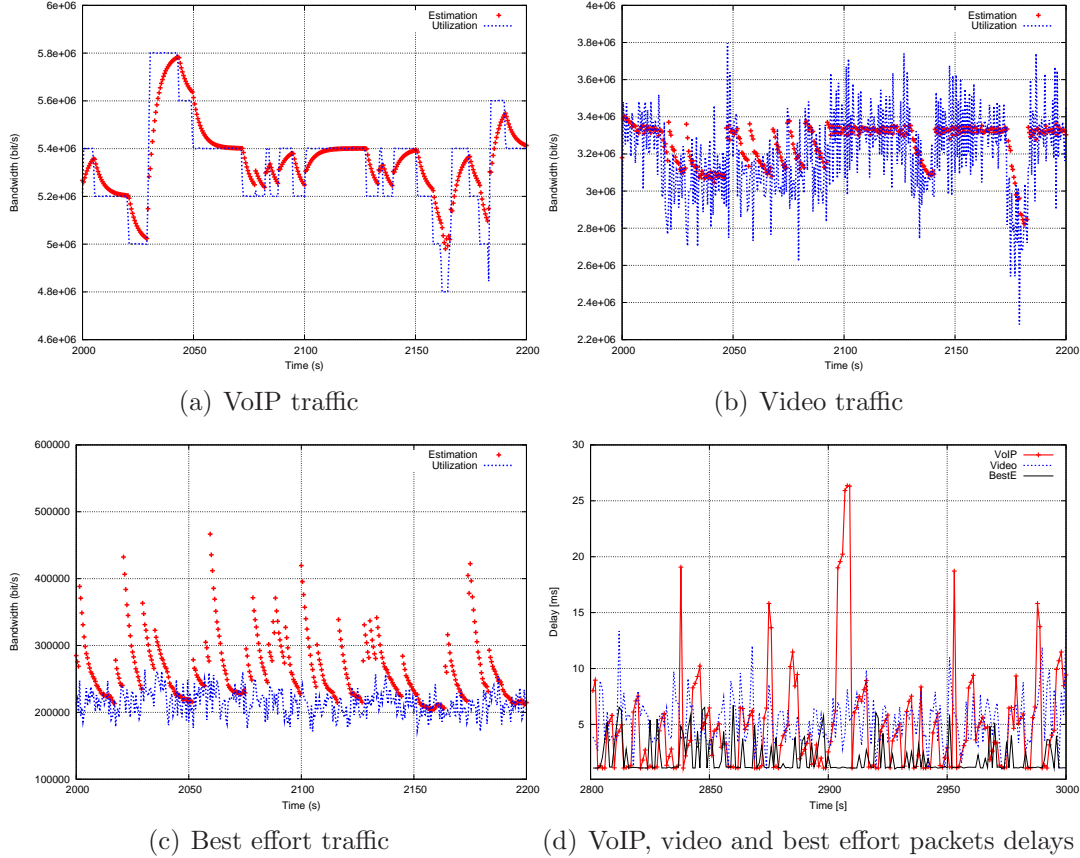 6e+06
5.8e+06
5.6e+06
5.4e+06
5.2e+06
5e+06
4.8e+06
4.6e+06
2000 2050 2100 2150 2200
Bandwidth (bit/s)
Time (s)
Estimation
Utilization
(a) VoIP traffic
4e+06
3.8e+06
3.6e+06
3.4e+06
3.2e+06
3e+06
2.8e+06
2.6e+06
2.4e+06
2.2e+06
2000 2050 2100 2150 2200
Bandwidth (bit/s)
Time (s)
Estimation
Utilization
(b) Video traffic
600000
500000
400000
300000
200000
100000
2000 2050 2100 2150 2200
Bandwidth (bit/s)
Time (s)
Estimation
Utilization
(c) Best effort traffic
30
25
20
15
10
5
2800 2850 2900 2950 3000
Delay [ms]
Time [s]
VoIP
Video
BestE
(d) VoIP, video and best effort packets delays